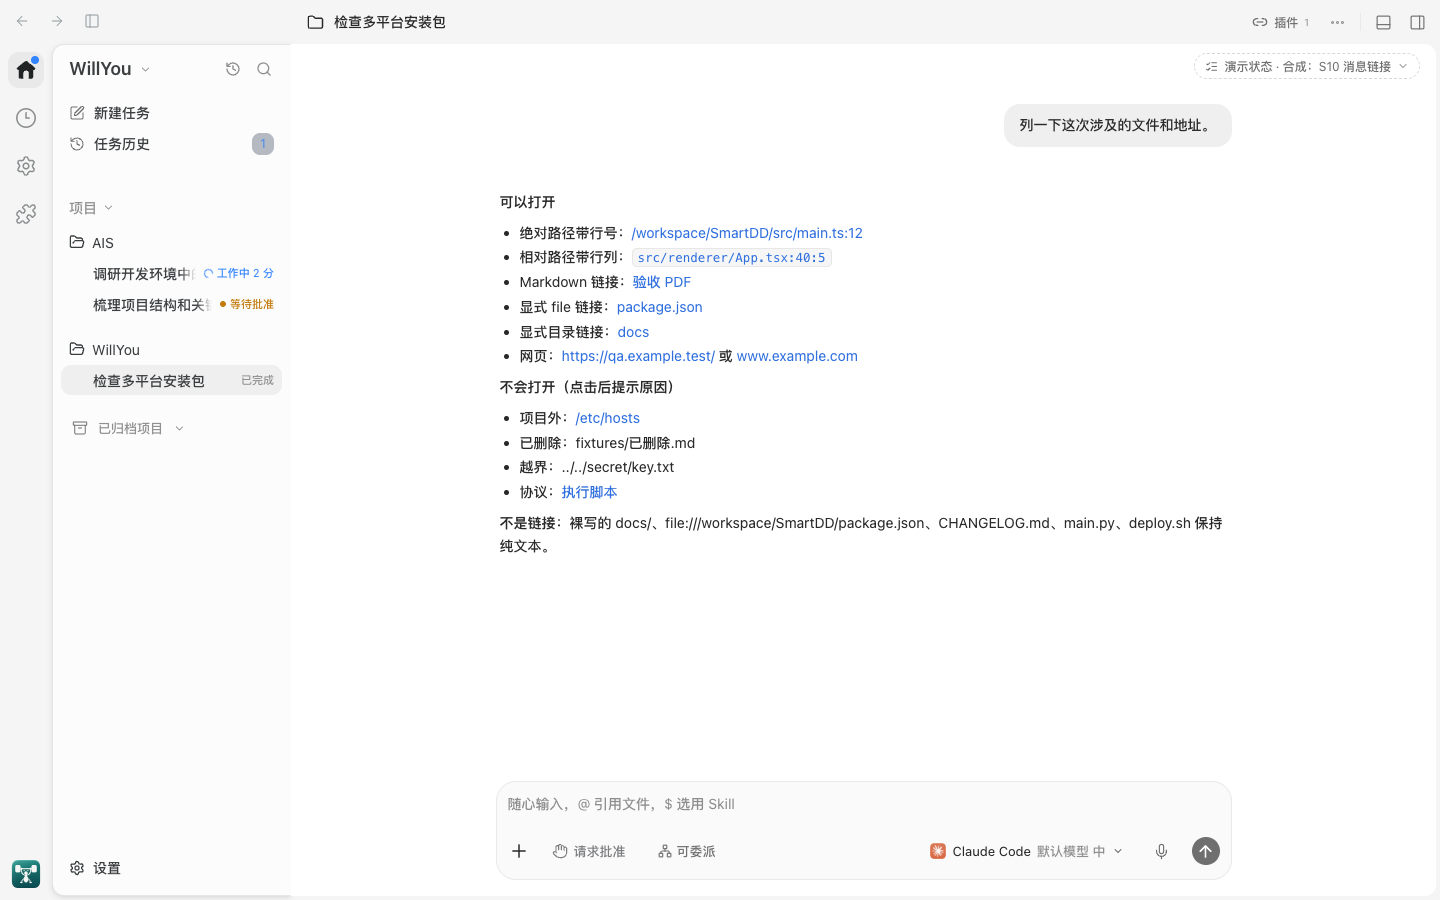 检查多平台安装包
插件 1
WillYou
演示状态 · 合成：S10 消息链接
新建任务
任务历史 1
项目
AIS
调研开发环境中 工作中 2 分
梳理项目结构和关 等待批准
WillYou
检查多平台安装包 已完成
已归档项目
设置
列一下这次涉及的文件和地址。
可以打开
绝对路径带行号：/workspace/SmartDD/src/main.ts:12
相对路径带行列：src/renderer/App.tsx:40:5
Markdown 链接：验收 PDF
显式 file 链接：package.json
显式目录链接：docs
网页：https://qa.example.test/ 或 www.example.com
不会打开（点击后提示原因）
项目外：/etc/hosts
已删除：fixtures/已删除.md
越界：../../secret/key.txt
协议：执行脚本
不是链接：裸写的 docs/、file:///workspace/SmartDD/package.json、CHANGELOG.md、main.py、deploy.sh 保持
纯文本。
随心输入，@ 引用文件，$ 选用 Skill
请求批准 可委派 Claude Code 默认模型 中